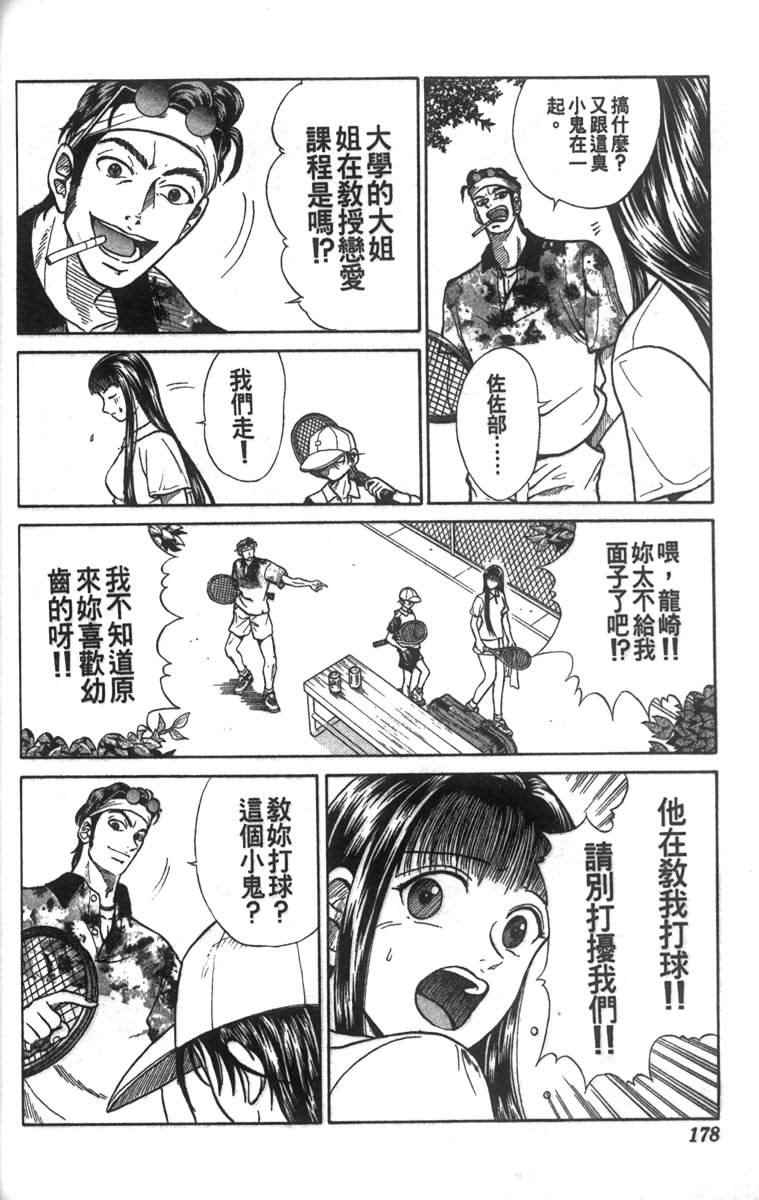 搞什麼？
又跟這臭
小鬼在一
起。
佐佐部……
大學的大姐
姐在教授戀愛
課程是嗎!?
我們走！
喂，龍崎!!
妳太不給我
面子了吧!?
我不知道原
來妳喜歡幼
齒的呀!!
他在教我打球!!
請別打擾我們!!
教妳打球？
這個小鬼？
178